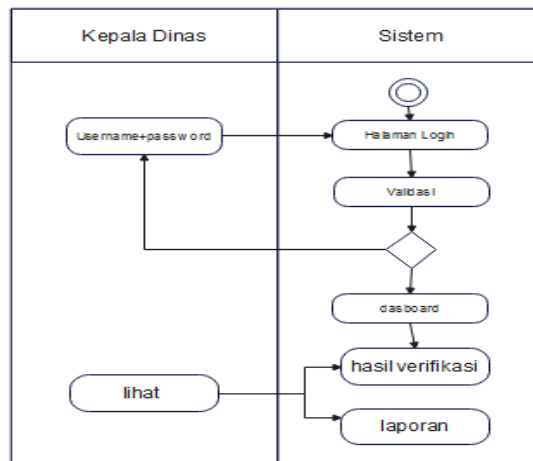 Kepala Dinas
Sistem
Username+password
Halaman Login
Validasi
dasboard
hasil verifikasi
lihat
laporan